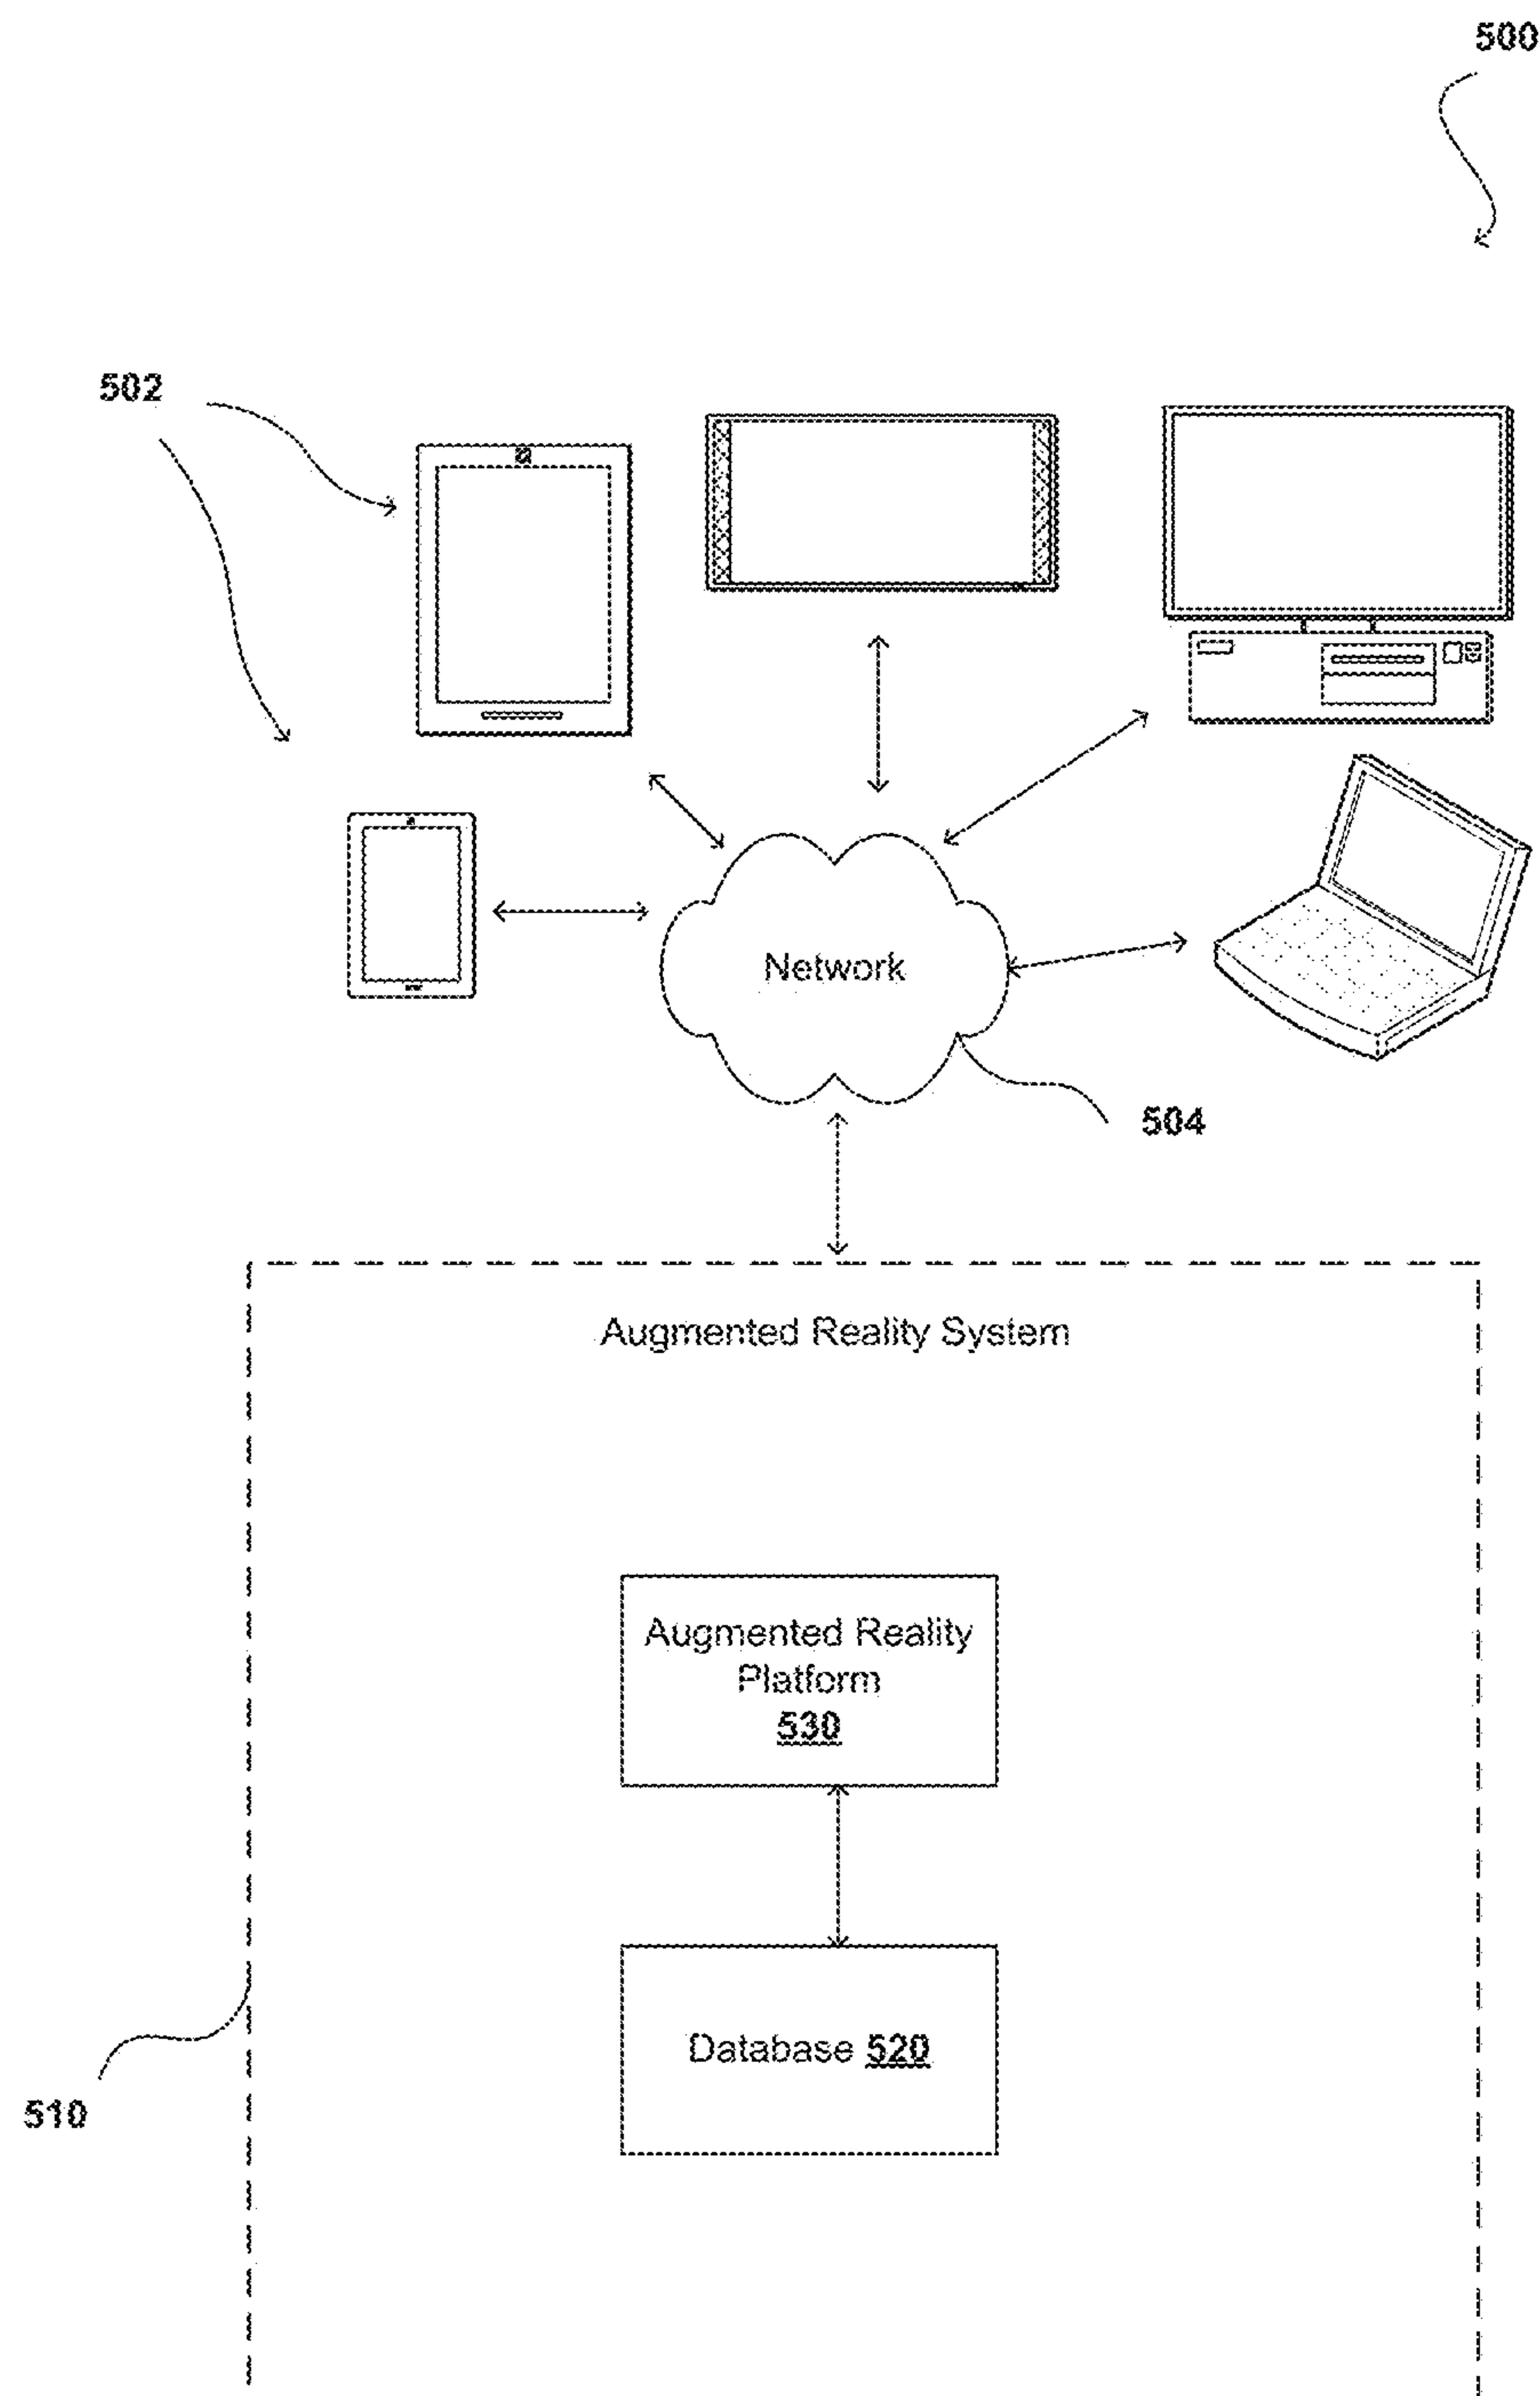 500
502
Network
504
Augmented Reality System
Augmented Reality
Platform
530
Database 520
510